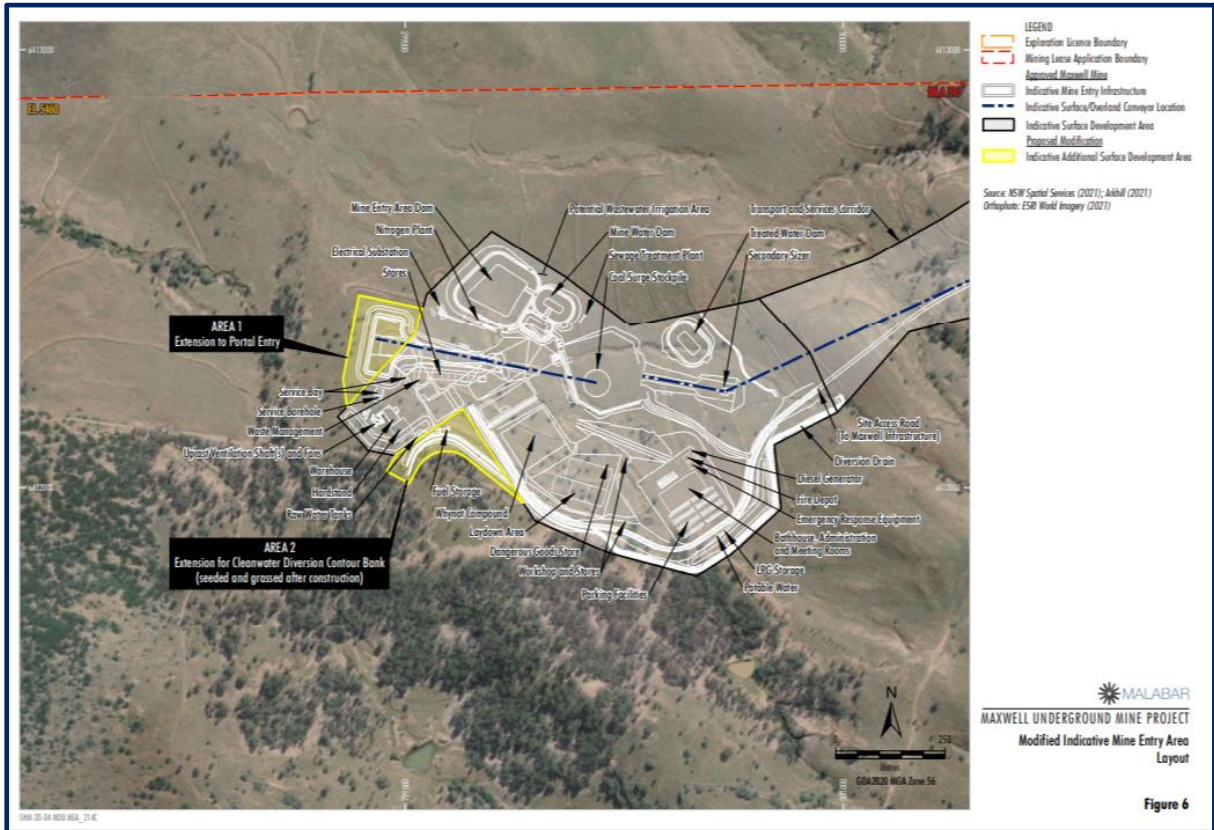 LEGEND
Exploration Licence Boundary
Mining Lease Application Boundary
Approved Maxwell Mine
Indicative Mine Entry Infrastructure
Indicative Surface/Overland Conveyor Location
Indicative Surface Development Area
Proposed Modification
Indicative Additional Surface Development Area
Source: NSW Spatial Services (2021); Arkhill (2021)
Orthophoto: ESRI World Imagery (2021)
6413000
6413000
EL 5460
Mine Entry Area Dam
Nitrogen Plant
Electrical Substation
Stores
Potential Wastewater Irrigation Area
Mine Water Dam
Sewage Treatment Plant
Coal Surge Stockpile
Transport and Services Corridor
Treated Water Dam
Secondary Sizer
AREA 1
Extension to Portal Entry
Service Bay
Service Borehole
Waste Management
Upcast Ventilation Shaft(s) and Fans
Warehouse
Hardstand
Raw Water Tanks
Site Access Road
(To Maxwell Infrastructure)
Diversion Drain
6412000
6412000
Diesel Generator
Fire Depot
Emergency Response Equipment
Bathhouse, Administration
and Meeting Rooms
LPG Storage
Potable Water
Fuel Storage
Whynot Compound
Laydown Area
Dangerous Goods Store
Workshop and Stores
Parking Facilities
AREA 2
Extension for Cleanwater Diversion Contour Bank
(seeded and grassed after construction)
N
0
250
Metres
GDA2020 MGA Zone 56
MALABAR
MAXWELL UNDERGROUND MINE PROJECT
Modified Indicative Mine Entry Area
Layout
Figure 6